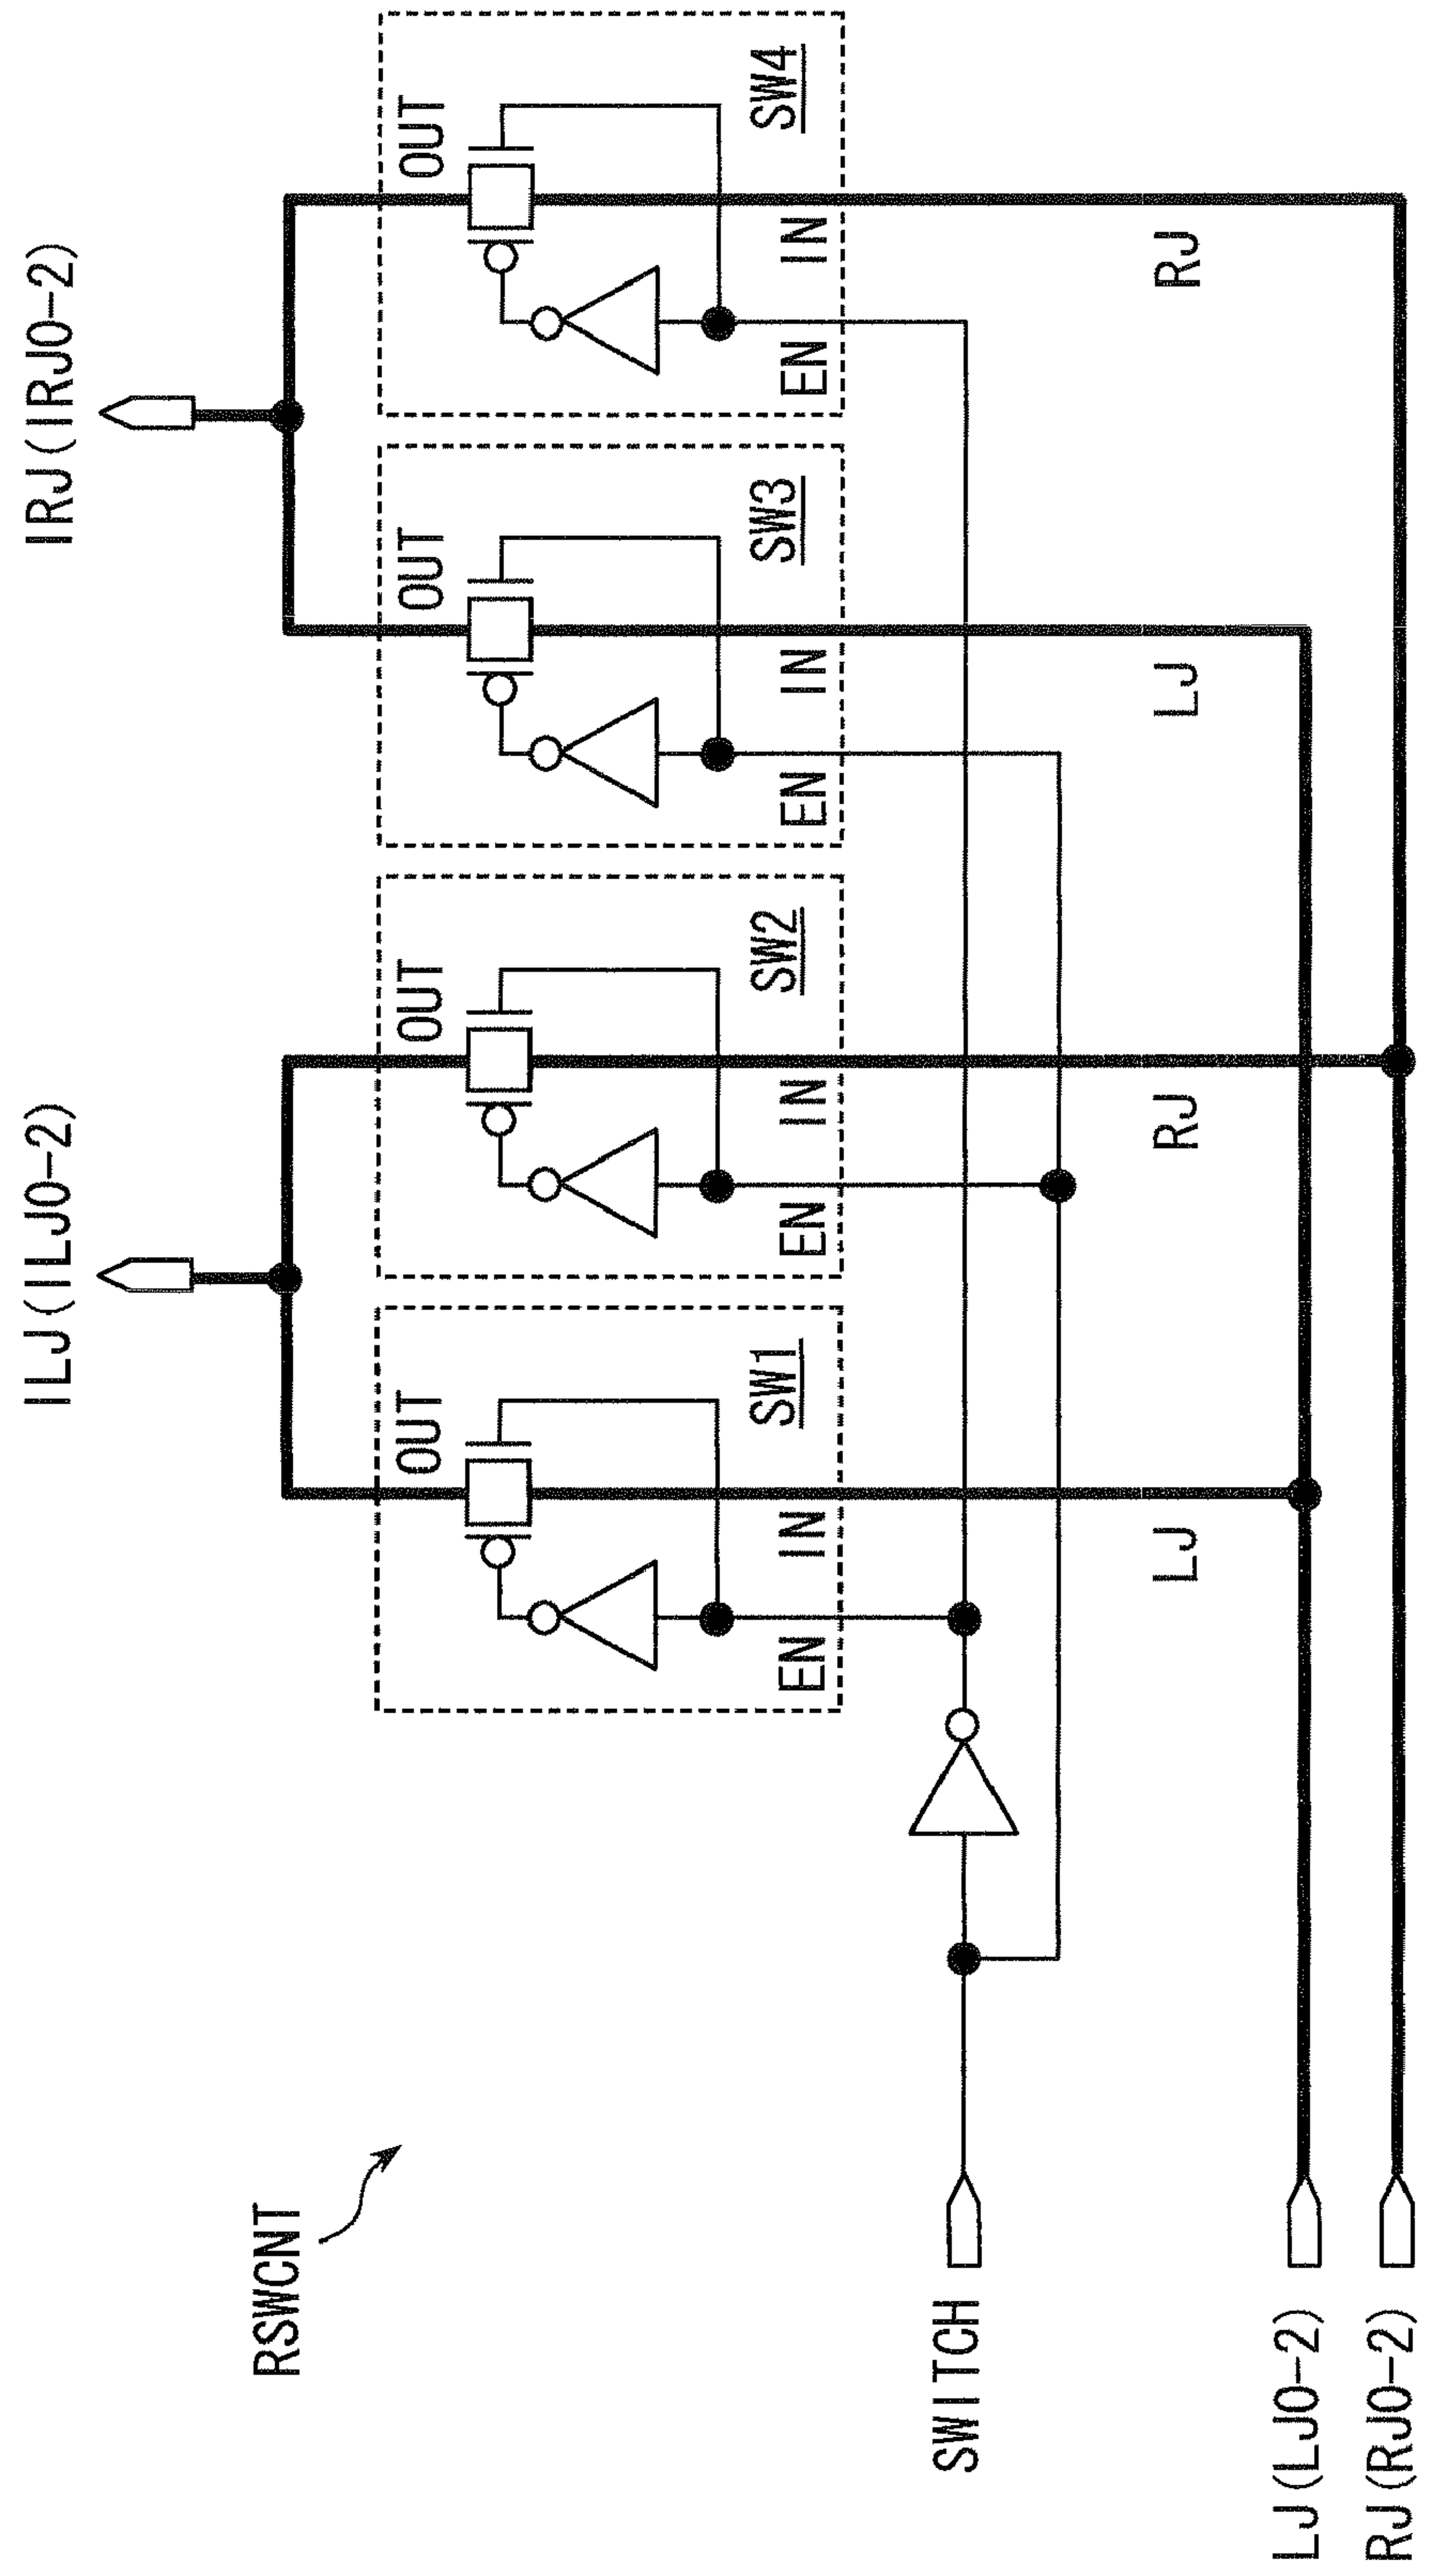 ILJ(ILJ0-2)
IRJ(IRJ0-2)
OUT
OUT
OUT
OUT
SW1
SW2
SW3
SW4
EN
IN
EN
IN
EN
IN
EN
IN
RSWCNT
SWITCH
LJ
RJ
LJ
RJ
LJ(LJ0-2)
RJ(RJ0-2)